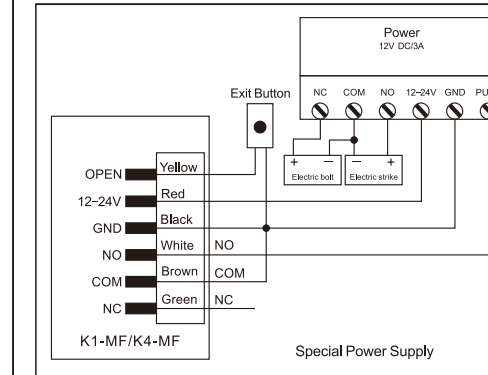 Power
12V DC/3A
NC COM NO 12-24V GND PU
Exit Button
+ − − +
Electric bolt Electric strike
OPEN Yellow
12-24V Red
GND Black
NO White NO
COM Brown COM
NC Green NC
K1-MF/K4-MF
Special Power Supply